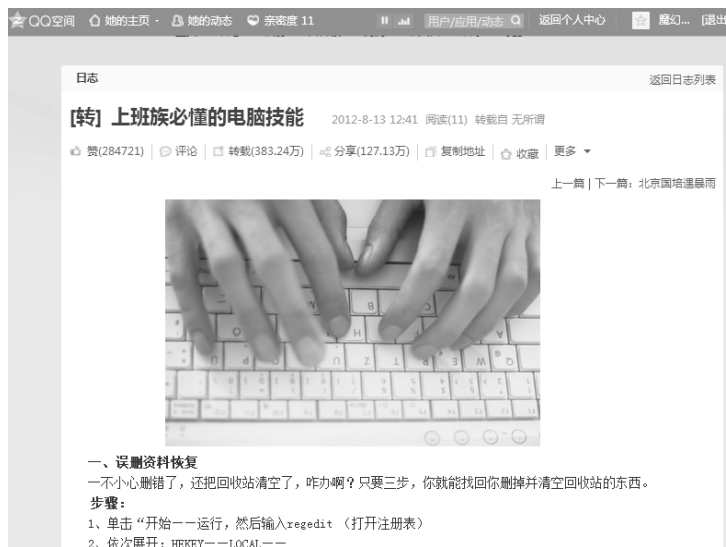 QQ空间 她的主页 她的动态 亲密度 11 用户/应用/动态 返回个人中心 魔幻... [退出
日志 返回日志列表
[转] 上班族必懂的电脑技能 2012-8-13 12:41 阅读(11) 转载自 无所谓
赞(284721) 评论 转载(383.24万) 分享(127.13万) 复制地址 收藏 更多
上一篇 | 下一篇: 北京国培遇暴雨
一、误删资料恢复
一不小心删错了，还把回收站清空了，咋办啊？只要三步，你就能找回你删掉并清空回收站的东西。
步骤：
1、单击“开始——运行，然后输入regedit （打开注册表）
2、依次展开：HEKEY——LOCAL——